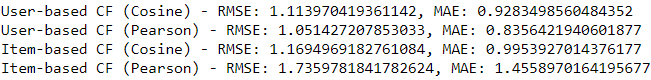 User-based CF (Cosine) - RMSE: 1.113970419361142, MAE: 0.9283498560484352
User-based CF (Pearson) - RMSE: 1.051427207853033, MAE: 0.8356421940601877
Item-based CF (Cosine) - RMSE: 1.1694969182761084, MAE: 0.9953927014376177
Item-based CF (Pearson) - RMSE: 1.7359781841782624, MAE: 1.4558970164195677